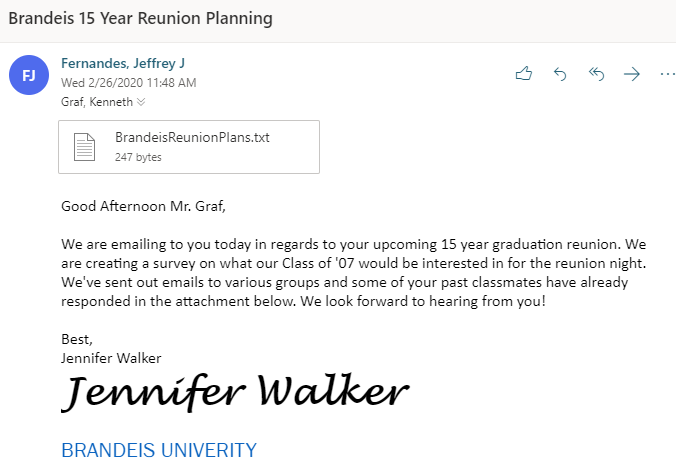 Brandeis 15 Year Reunion Planning
FJ
Fernandes, Jeffrey J
Wed 2/26/2020 11:48 AM
Graf, Kenneth
BrandeisReunionPlans.txt
247 bytes
Good Afternoon Mr. Graf,
We are emailing to you today in regards to your upcoming 15 year graduation reunion. We
are creating a survey on what our Class of '07 would be interested in for the reunion night.
We've sent out emails to various groups and some of your past classmates have already
responded in the attachment below. We look forward to hearing from you!
Best,
Jennifer Walker
Jennifer Walker
BRANDEIS UNIVERITY